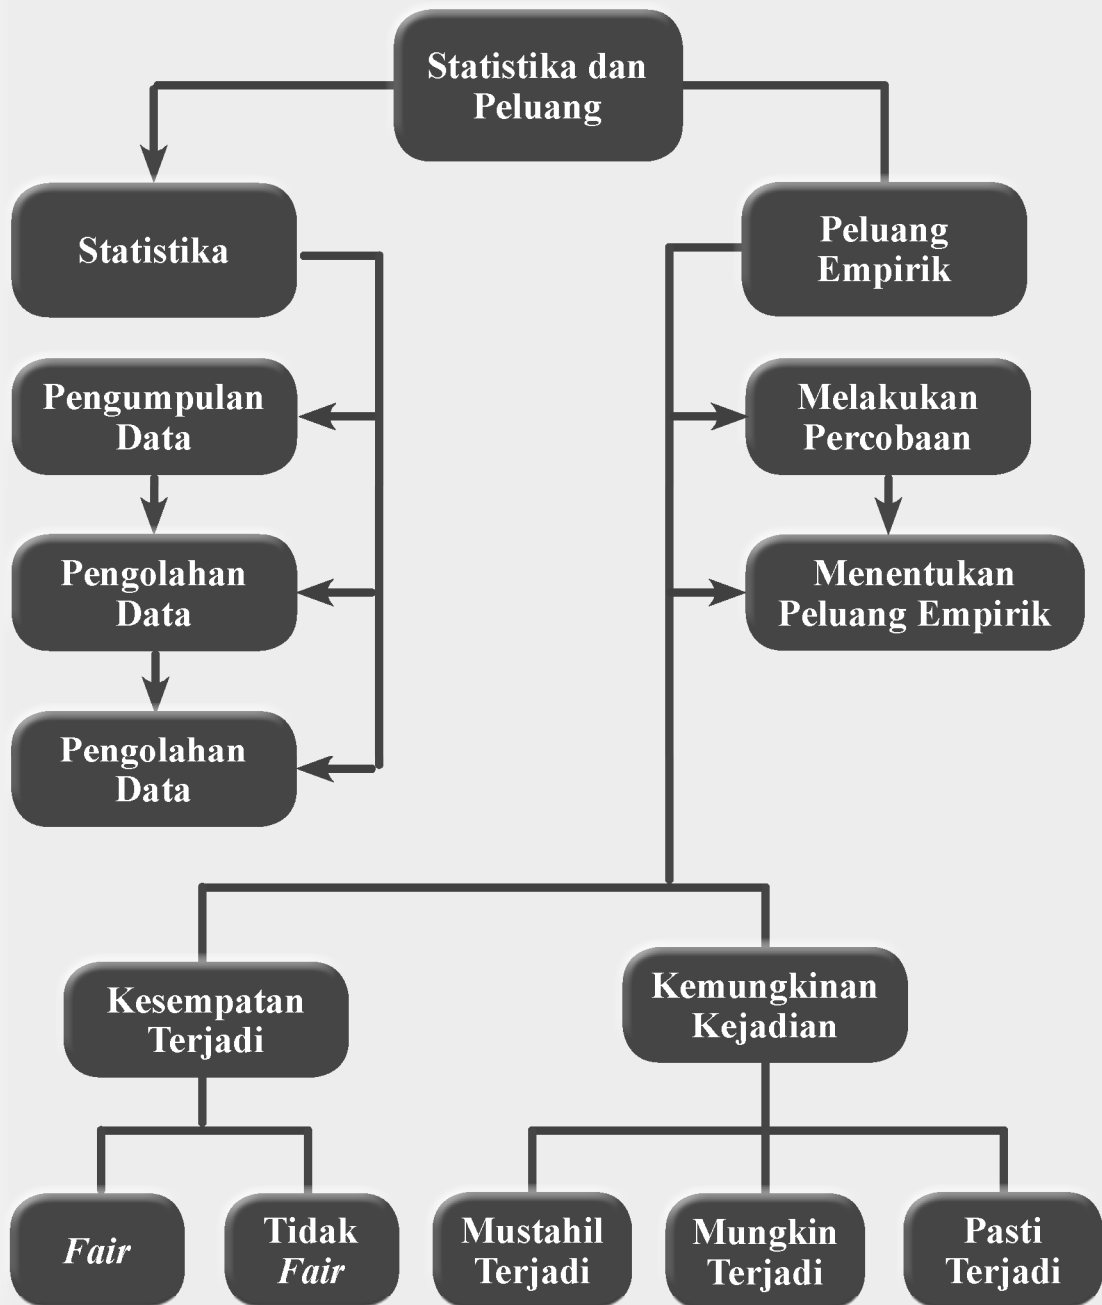 Statistika dan
Peluang
Statistika
Peluang
Empirik
Pengumpulan
Data
Melakukan
Percobaan
Pengolahan
Data
Menentukan
Peluang Empirik
Pengolahan
Data
Kesempatan
Terjadi
Kemungkinan
Kejadian
Fair
Tidak
Fair
Mustahil
Terjadi
Mungkin
Terjadi
Pasti
Terjadi